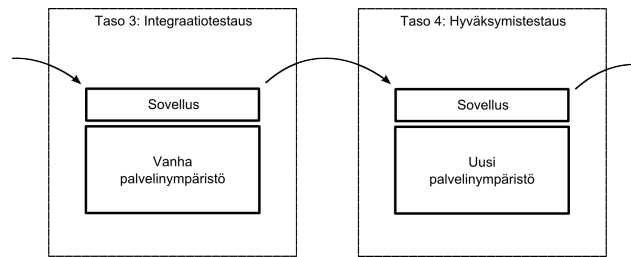 Taso 3: Integraatiotestaus
Sovellus
Vanha
palvelinympäristö
Taso 4: Hyväksymistestaus
Sovellus
Uusi
palvelinympäristö